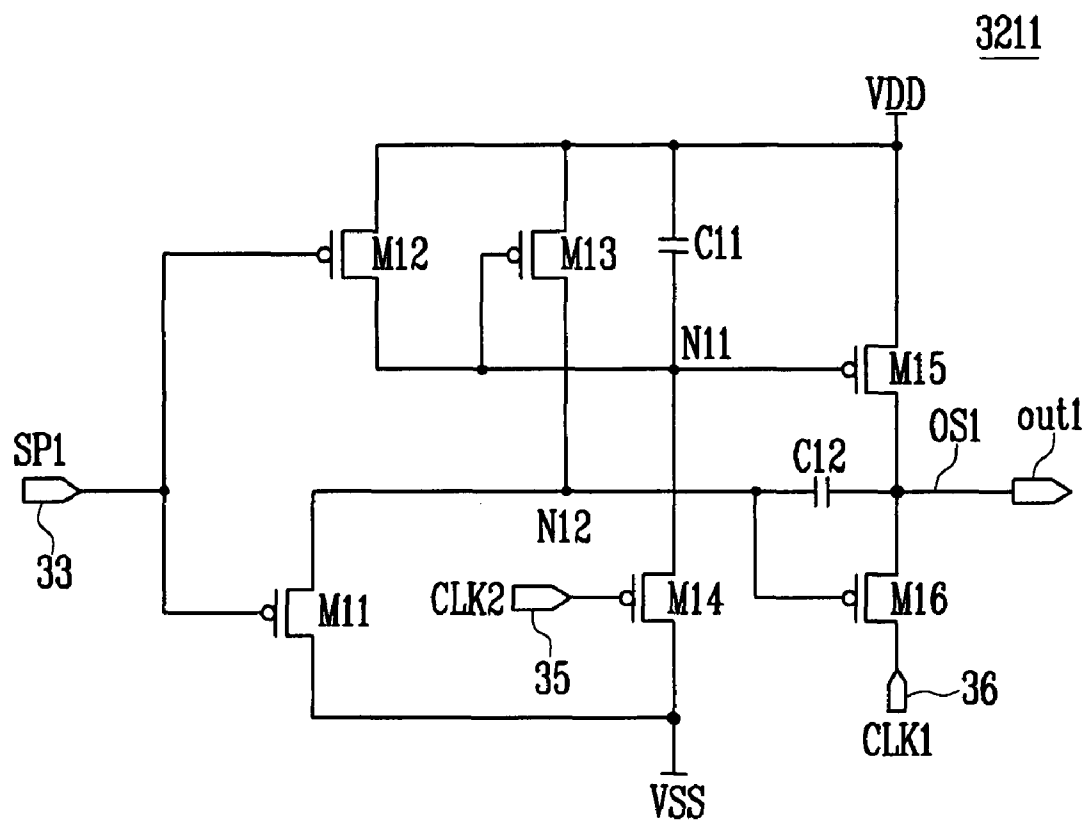 3211
VDD
M12
M13
C11
N11
M15
SP1
C12
OS1
out1
N12
33
M11
CLK2
M14
M16
35
36
CLK1
VSS